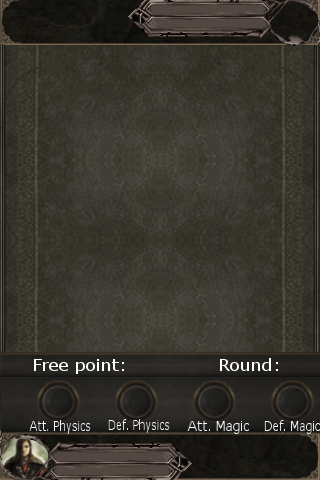 Free point: Round:
Att. Physics Def. Physics Att. Magic Def. Magic